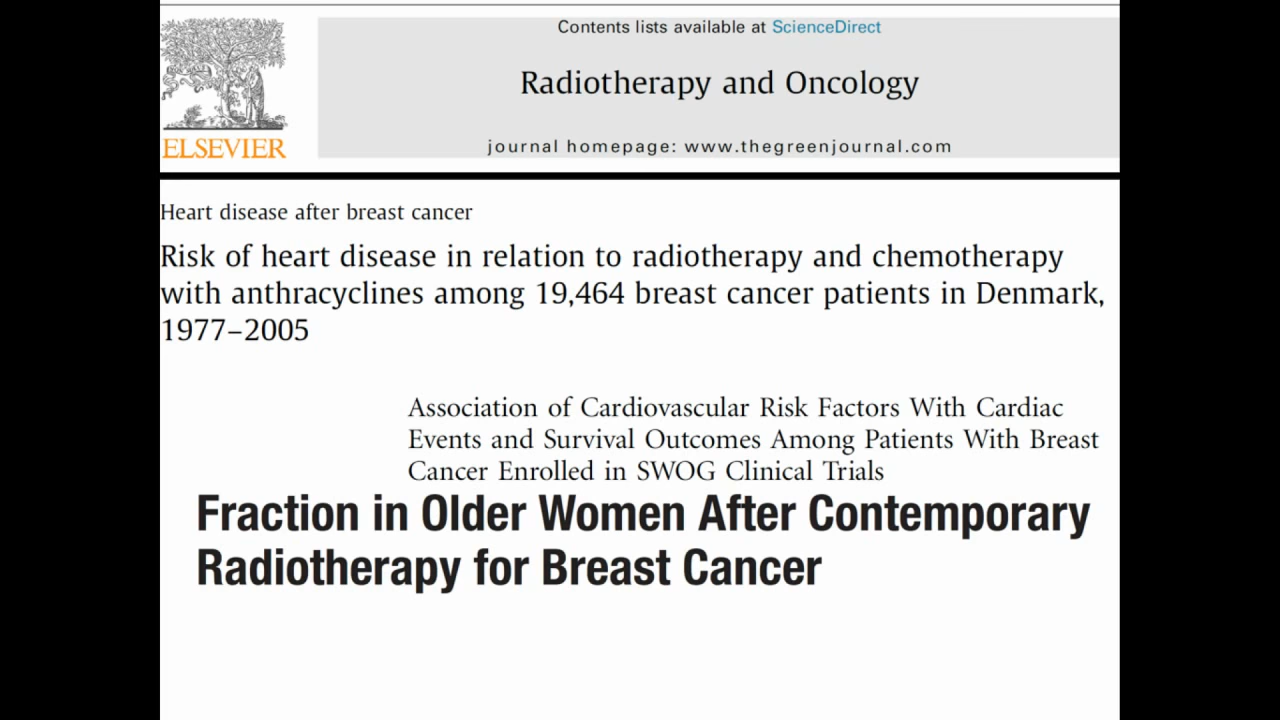 Contents lists available at ScienceDirect
Radiotherapy and Oncology
journal homepage: www.thegreenjournal.com
ELSEVIER
Heart disease after breast cancer
Risk of heart disease in relation to radiotherapy and chemotherapy
with anthracyclines among 19,464 breast cancer patients in Denmark,
1977–2005
Association of Cardiovascular Risk Factors With Cardiac
Events and Survival Outcomes Among Patients With Breast
Cancer Enrolled in SWOG Clinical Trials
Fraction in Older Women After Contemporary
Radiotherapy for Breast Cancer